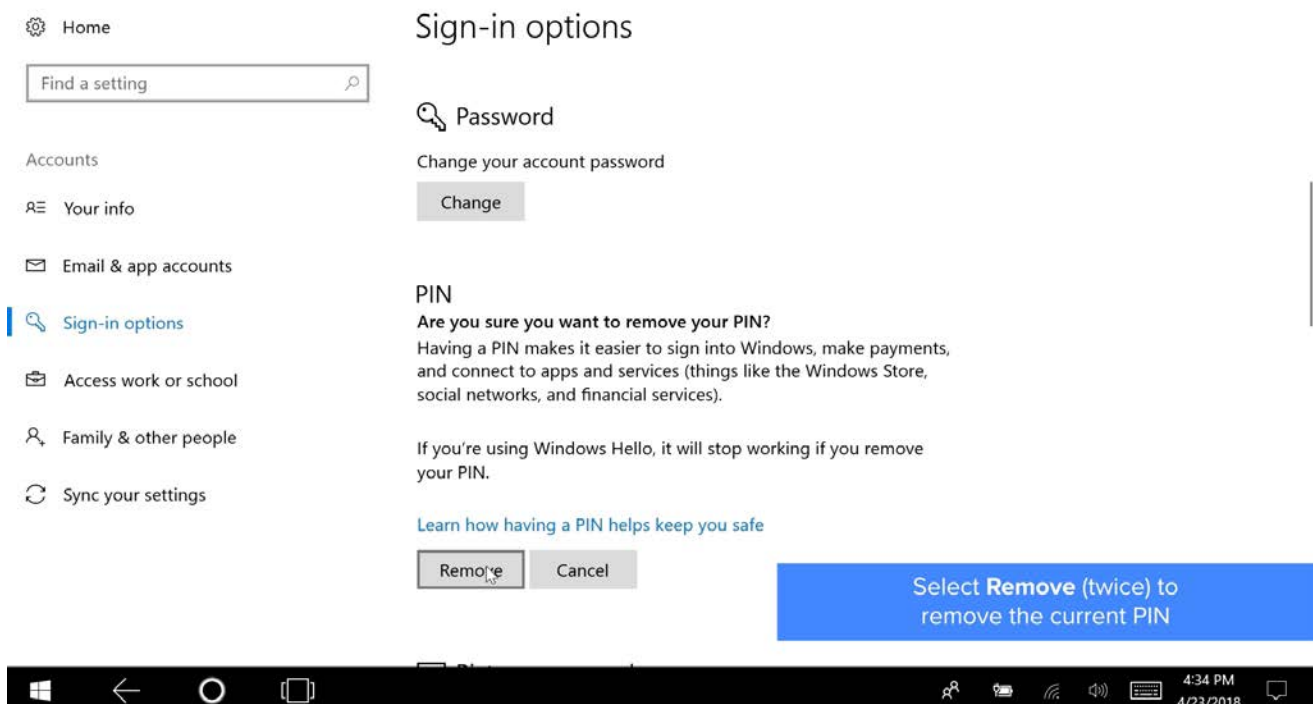 Home
Find a setting
Accounts
Your info
Email & app accounts
Sign-in options
Access work or school
Family & other people
Sync your settings
Sign-in options
Password
Change your account password
Change
PIN
Are you sure you want to remove your PIN?
Having a PIN makes it easier to sign into Windows, make payments,
and connect to apps and services (things like the Windows Store,
social networks, and financial services).
If you're using Windows Hello, it will stop working if you remove
your PIN.
Learn how having a PIN helps keep you safe
Remove Cancel
Select Remove (twice) to
remove the current PIN
4:34 PM
4/23/2018